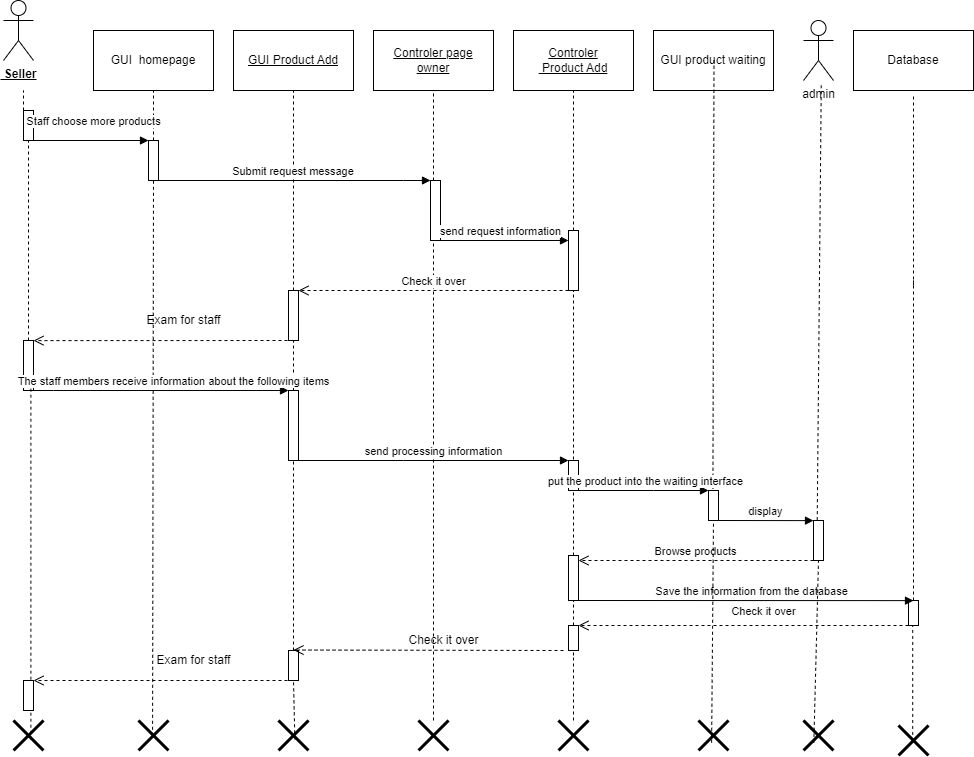 Seller
GUI  homepage
GUI Product Add
Controler page
owner
Controler
Product Add
GUI product waiting
admin
Database
Staff choose more products
Submit request message
send request information
Check it over
Exam for staff
The staff members receive information about the following items
send processing information
put the product into the waiting interface
display
Browse products
Save the information from the database
Check it over
Check it over
Exam for staff